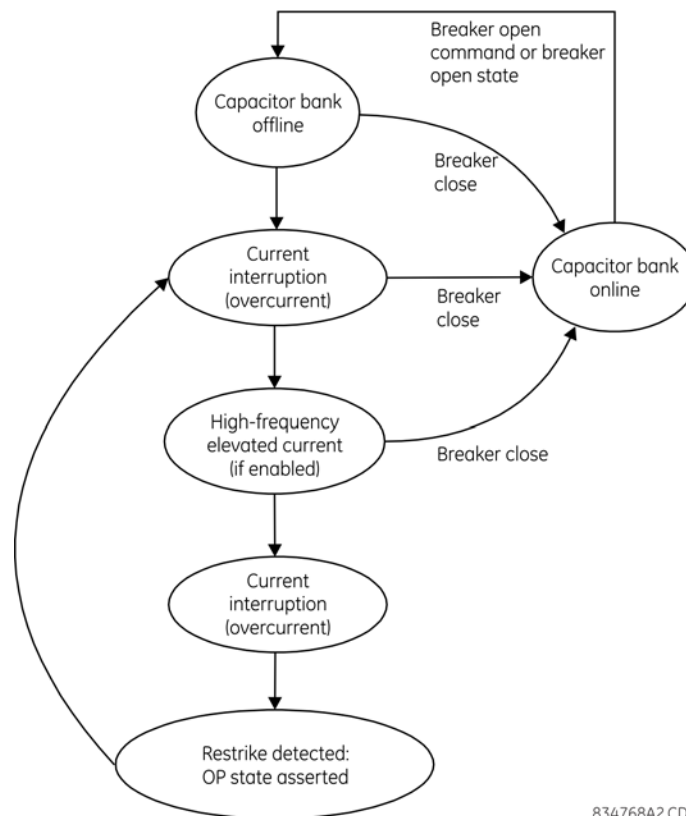 Breaker open
command or breaker
open state
Capacitor bank
offline
Breaker
close
Current
interruption
(overcurrent)
Breaker
close
Capacitor bank
online
High-frequency
elevated current
(if enabled)
Breaker close
Current
interruption
(overcurrent)
Restrike detected:
OP state asserted
834768A2.CD